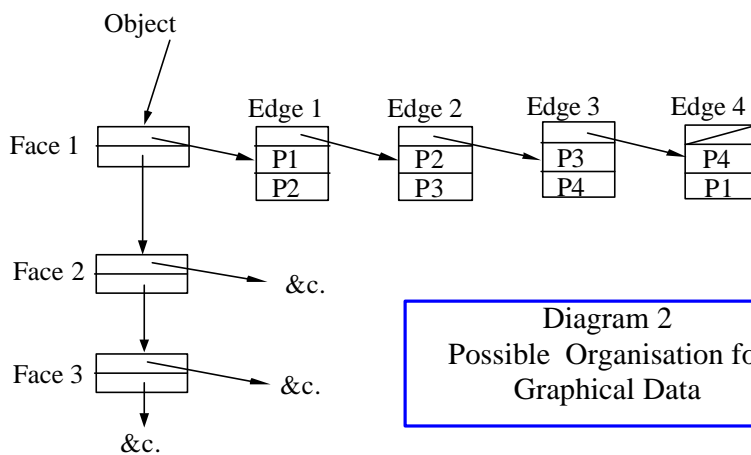 Object
Edge 1 Edge 2 Edge 3 Edge 4
Face 1
P1 P2 P3 P4
P2 P3 P4 P1
Face 2
&c.
Diagram 2
Possible Organisation fo
Graphical Data
Face 3
&c.
&c.